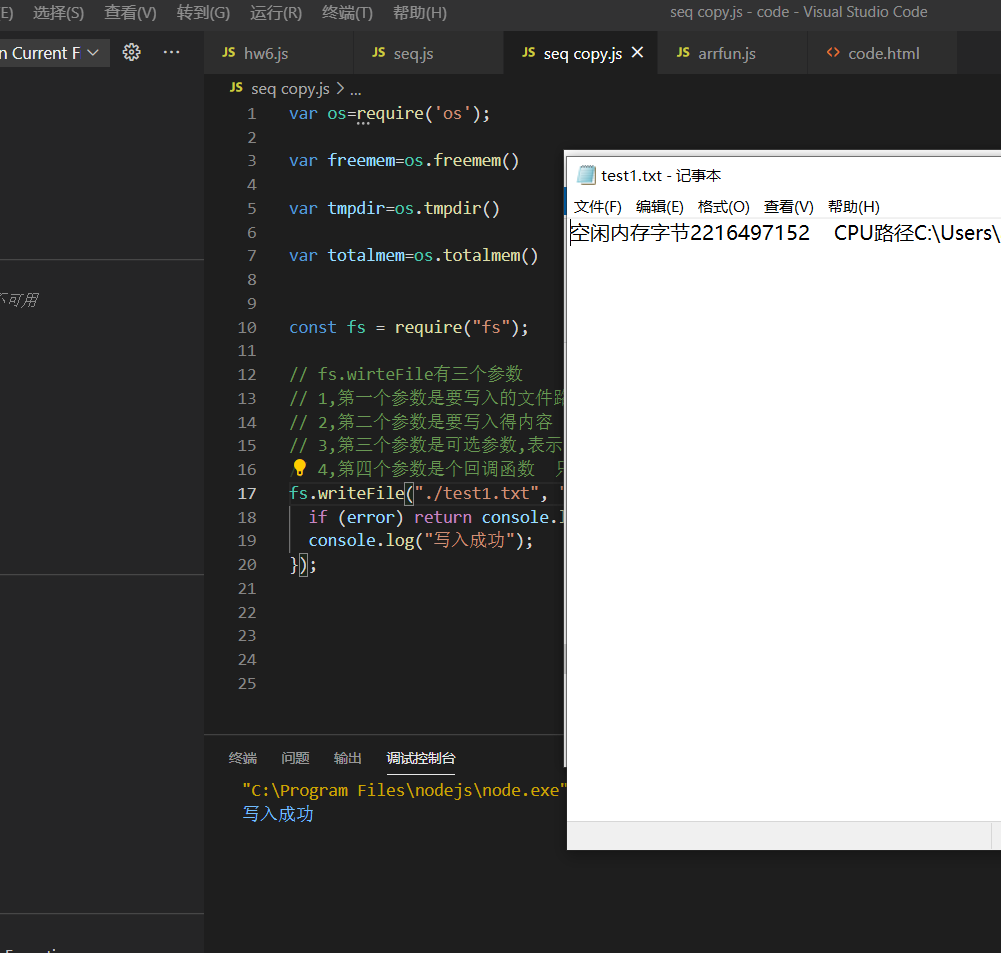 E) 选择(S) 查看(V) 转到(G) 运行(R) 终端(T) 帮助(H) seq copy.js - code - Visual Studio Code
n Current F ...
JS hw6.js JS seq.js JS seq copy.js JS arrfun.js <> code.html
JS seq copy.js > ...
1 var os=require('os');
2
3 var freemem=os.freemem()
4
5 var tmpdir=os.tmpdir()
6
7 var totalmem=os.totalmem()
8
9
10 const fs = require("fs");
11
12 // fs.wirteFile有三个参数
13 // 1,第一个参数是要写入的文件路
14 // 2,第二个参数是要写入得内容
15 // 3,第三个参数是可选参数,表示
16 4,第四个参数是个回调函数 只
17 fs.writeFile("./test1.txt", "
18 if (error) return console.l
19 console.log("写入成功");
20 });
21
22
23
24
25
不可用
test1.txt - 记事本
文件(F) 编辑(E) 格式(O) 查看(V) 帮助(H)
空闲内存字节2216497152 CPU路径C:\Users\
终端 问题 输出 调试控制台
"C:\Program Files\nodejs\node.exe"
写入成功